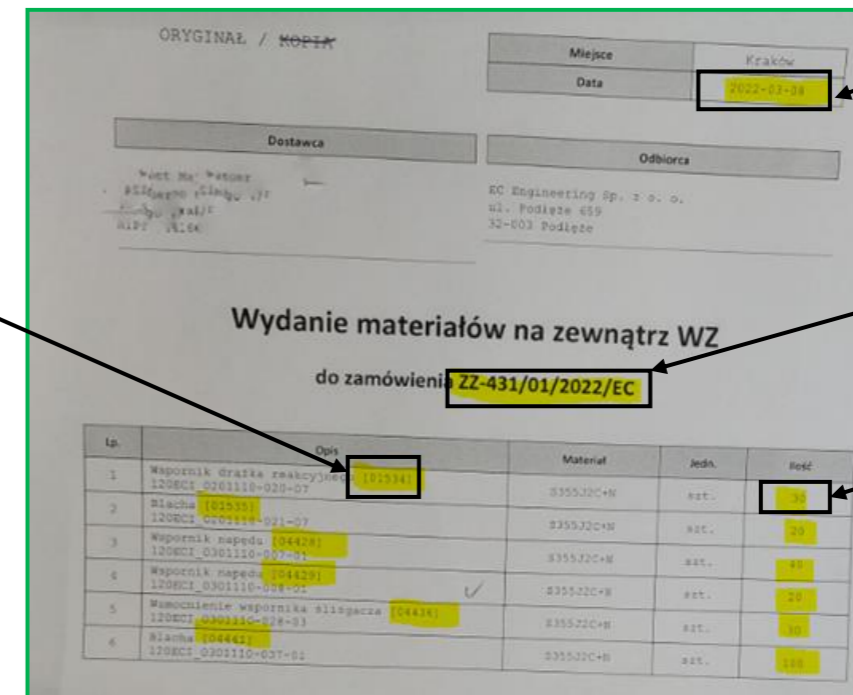 ORYGINAŁ / KOPIA
Miejsce Kraków
Data 2022-03-08
Dostawca
Odbiorca
EC Engineering Sp. z o. o.
ul. Podłęże 659
32-003 Podłęże
Wydanie materiałów na zewnątrz WZ
do zamówienia ZZ-431/01/2022/EC
Lp. Opis Materiał Jedn. Ilość
1 Wspornik drążka reakcyjnego [01534] S355J2C+N szt. 30
120ECI_0201110-020-07
2 Blacha [01535] S355J2C+N szt. 20
120ECI_0201110-021-07
3 Wspornik napędu [04428] S355J2C+N szt. 40
120ECI_0301110-007-01
4 Wspornik napędu [04429] S355J2C+N szt. 20
120ECI_0301110-008-01
5 Wzmocnienie wspornika ślizgacza [04436] S355J2C+N szt. 30
120ECI_0301110-028-03
6 Blacha [04441] S355J2C+N szt. 100
120ECI_0301110-037-01